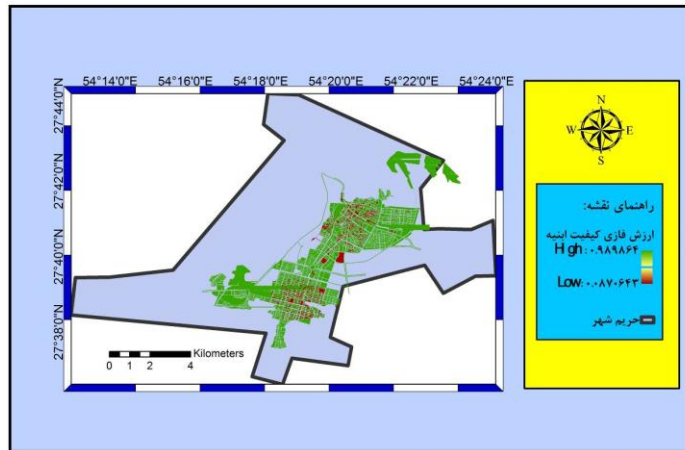 54°14'0"E 54°16'0"E 54°18'0"E 54°20'0"E 54°22'0"E 54°24'0"E
27°44'0"N
27°42'0"N
27°40'0"N
27°38'0"N
Kilometers
0 1 2 4
N
W E
S
راهنمای نقشه:
ارزش فازی کیفیت ابنیه
High:۰.۹۸۹۸۶۴
Low:۰.۰۸۷۰۶۴۳
حریم شهر